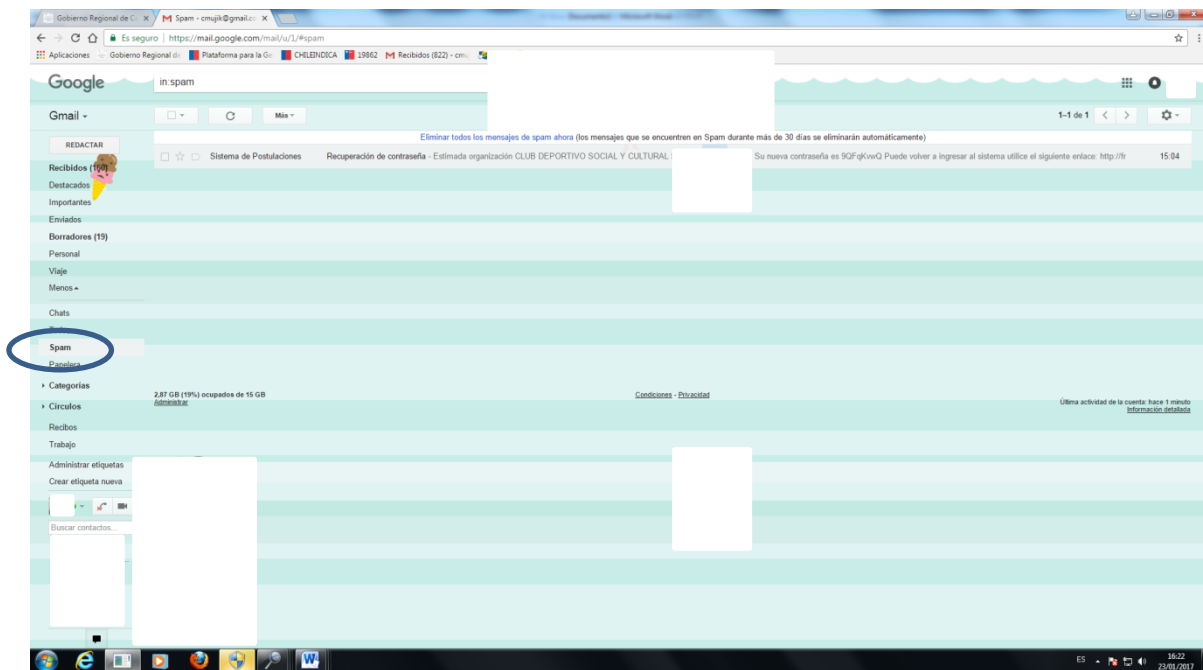 Gobierno Regional de Co
Spam - cmujik@gmail.co
Es seguro https://mail.google.com/mail/u/1/#spam
Aplicaciones Gobierno Regional de Plataforma para la Ge CHILEINDICA 19862 Recibidos (822) - cmu
Google
in:spam
Gmail
Más
1–1 de 1
Eliminar todos los mensajes de spam ahora (los mensajes que se encuentren en Spam durante más de 30 días se eliminarán automáticamente)
REDACTAR
Sistema de Postulaciones Recuperación de contraseña - Estimada organización CLUB DEPORTIVO SOCIAL Y CULTURAL Su nueva contraseña es 9QFqKvwQ Puede volver a ingresar al sistema utilice el siguiente enlace: http://fr 15:04
Recibidos
Destacados
Importantes
Enviados
Borradores (19)
Personal
Viaje
Menos
Chats
Spam
Papelera
Categorías
Círculos
Recibos
Trabajo
Administrar etiquetas
Crear etiqueta nueva
Buscar contactos...
2,87 GB (19%) ocupados de 15 GB
Administrar
Condiciones - Privacidad
Última actividad de la cuenta: hace 1 minuto
Información detallada
ES
16:22
23/01/2017